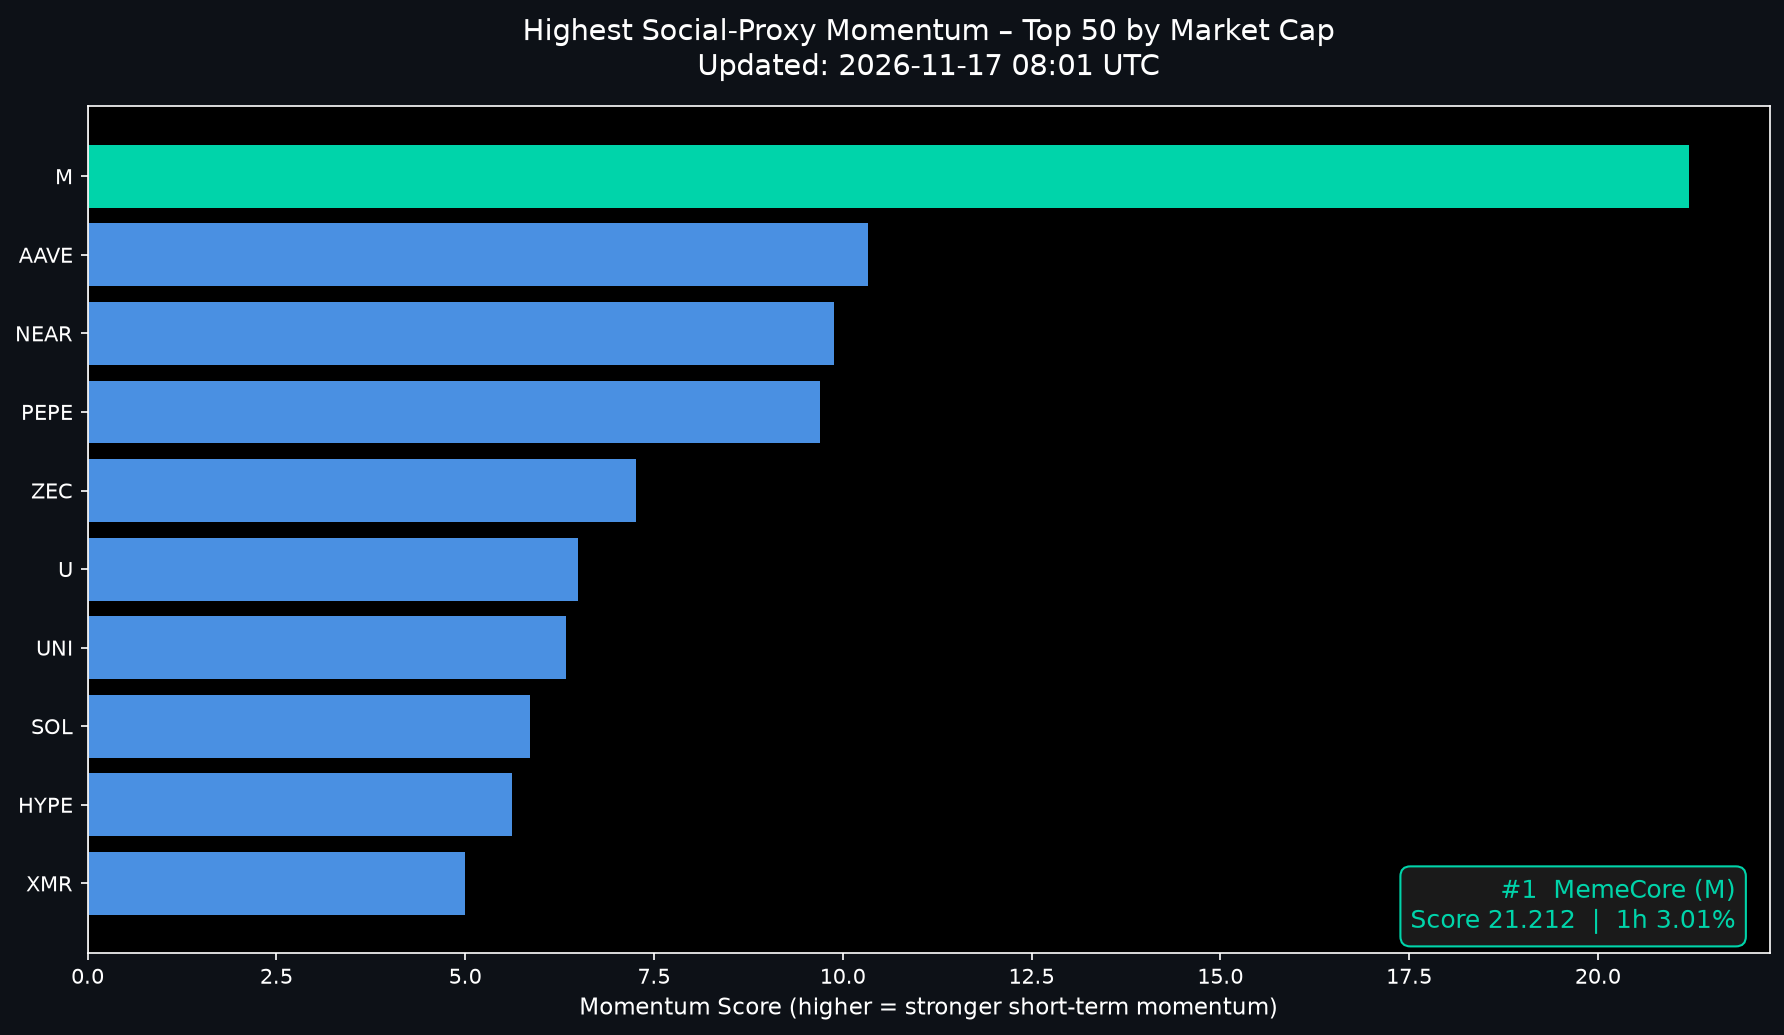 Highest Social-Proxy Momentum – Top 50 by Market Cap
Updated: 2026-11-17 08:01 UTC
M
AAVE
NEAR
PEPE
ZEC
U
UNI
SOL
HYPE
XMR
#1  MemeCore (M)
Score 21.212  |  1h 3.01%
0.0 2.5 5.0 7.5 10.0 12.5 15.0 17.5 20.0
Momentum Score (higher = stronger short-term momentum)